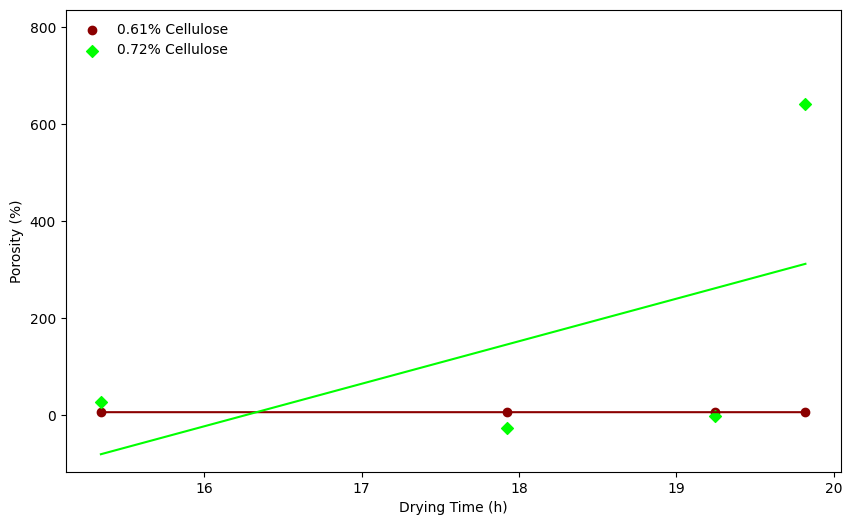 0.61% Cellulose
0.72% Cellulose
800
600
400
200
0
Porosity (%)
16
17
18
19
20
Drying Time (h)